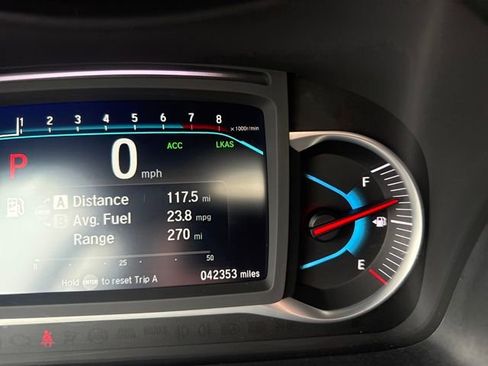 1 2 3 4 5 6 7 8 ×1000r/min
P 0 mph
ACC LKAS
A Distance 117.5 mi
B Avg. Fuel 23.8 mpg
Range 270 mi
0 25 50
Hold ENTER to reset Trip A 042353 miles
F
E